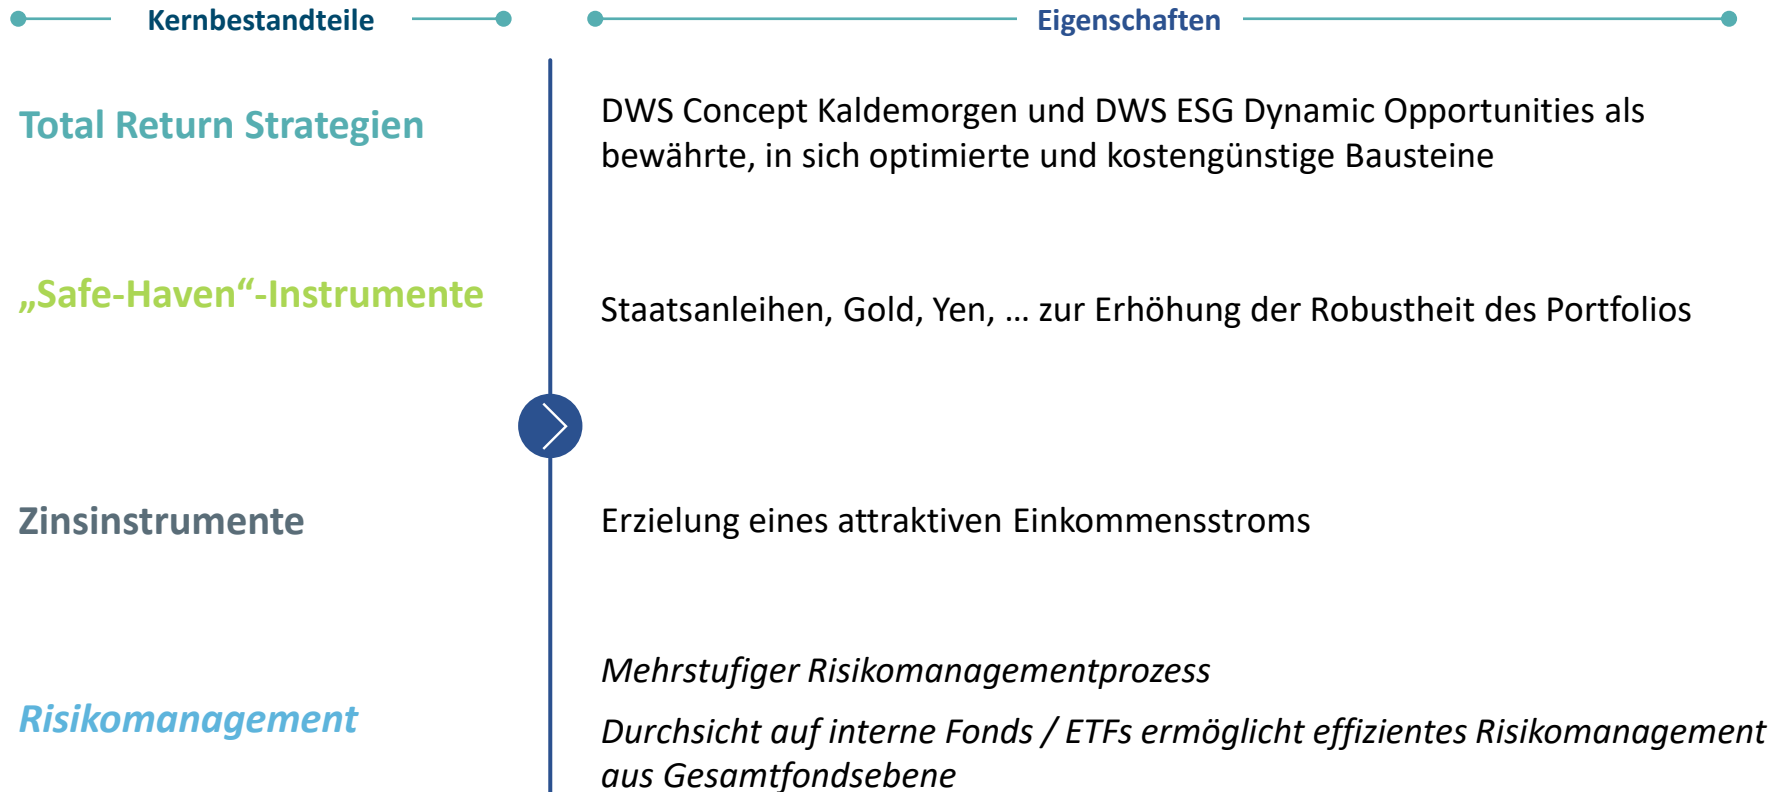 Kernbestandteile
Eigenschaften
Total Return Strategien
DWS Concept Kaldemorgen und DWS ESG Dynamic Opportunities als
bewährte, in sich optimierte und kostengünstige Bausteine
„Safe-Haven“-Instrumente
Staatsanleihen, Gold, Yen, … zur Erhöhung der Robustheit des Portfolios
Zinsinstrumente
Erzielung eines attraktiven Einkommensstroms
Risikomanagement
Mehrstufiger Risikomanagementprozess
Durchsicht auf interne Fonds / ETFs ermöglicht effizientes Risikomanagement
aus Gesamtfondsebene